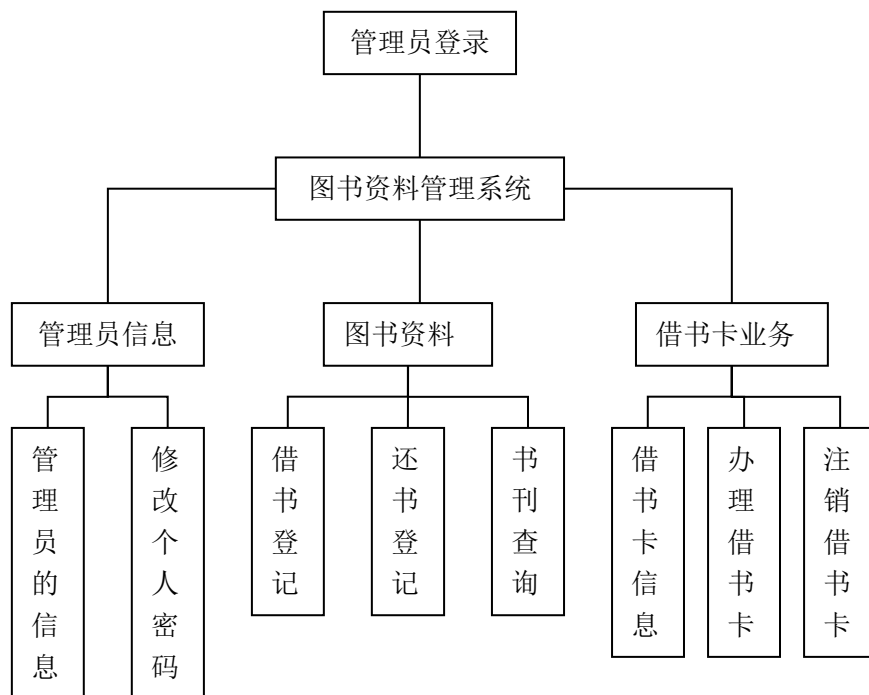 管理员登录
图书资料管理系统
管理员信息
图书资料
借书卡业务
管理员的信息
修改个人密码
借书登记
还书登记
书刊查询
借书卡信息
办理借书卡
注销借书卡